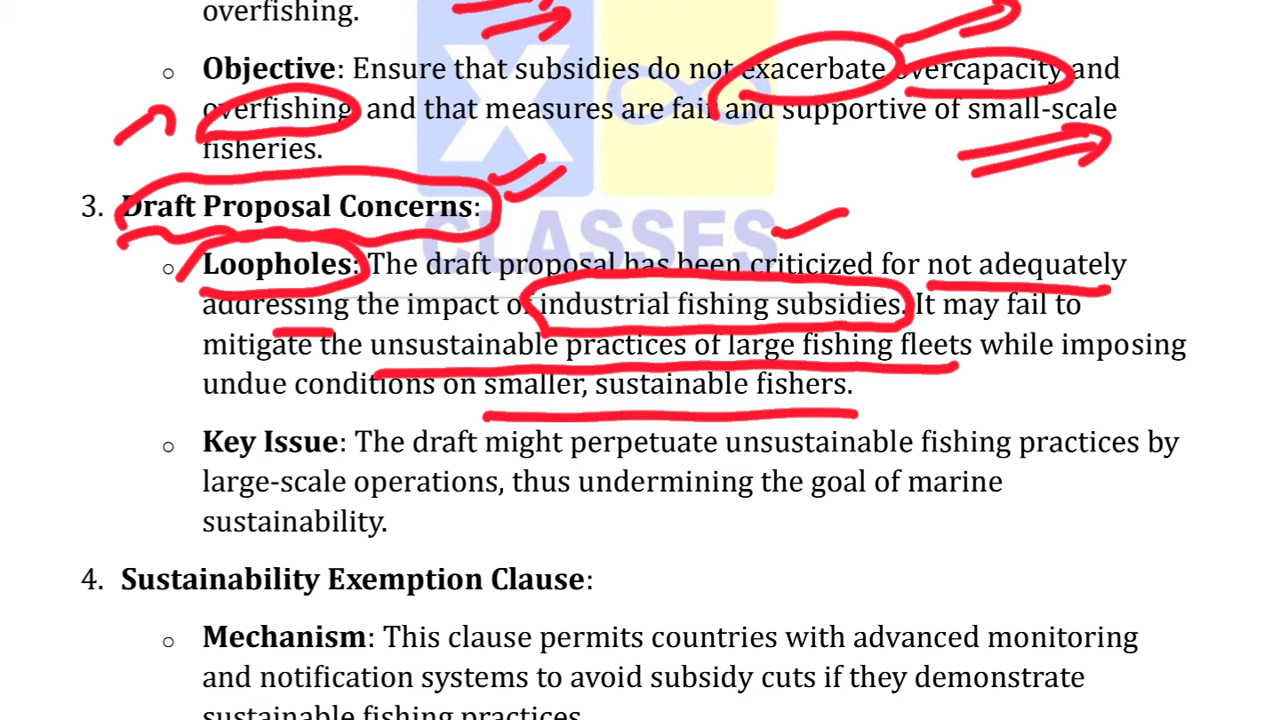 overfishing.
○ Objective: Ensure that subsidies do not exacerbate overcapacity and
overfishing, and that measures are fair and supportive of small-scale
fisheries.
3. Draft Proposal Concerns:
○ Loopholes: The draft proposal has been criticized for not adequately
addressing the impact of industrial fishing subsidies. It may fail to
mitigate the unsustainable practices of large fishing fleets while imposing
undue conditions on smaller, sustainable fishers.
○ Key Issue: The draft might perpetuate unsustainable fishing practices by
large-scale operations, thus undermining the goal of marine
sustainability.
4. Sustainability Exemption Clause:
○ Mechanism: This clause permits countries with advanced monitoring
and notification systems to avoid subsidy cuts if they demonstrate
sustainable fishing practices.
X
CLASSES